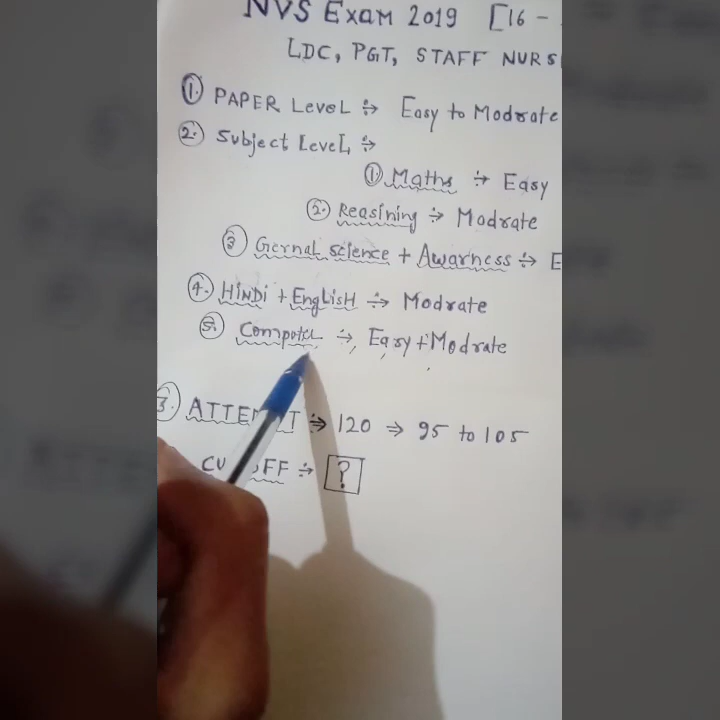 NVS Exam 2019 [16 -
LDC, PGT, STAFF NURS
1. PAPER LeveL ⇒ Easy to Modrate
2. Subject LeveL ⇒
1. Maths ⇒ Easy
2. Reasining ⇒ Modrate
3 Gernal science + Awarness ⇒ E
4. HiNDi + EngLisH ⇒ Modrate
5. ⇒ Easy + Modrate
3. ATTE T ⇒ 120 ⇒ 95 to 105
CU OFF ⇒ ?